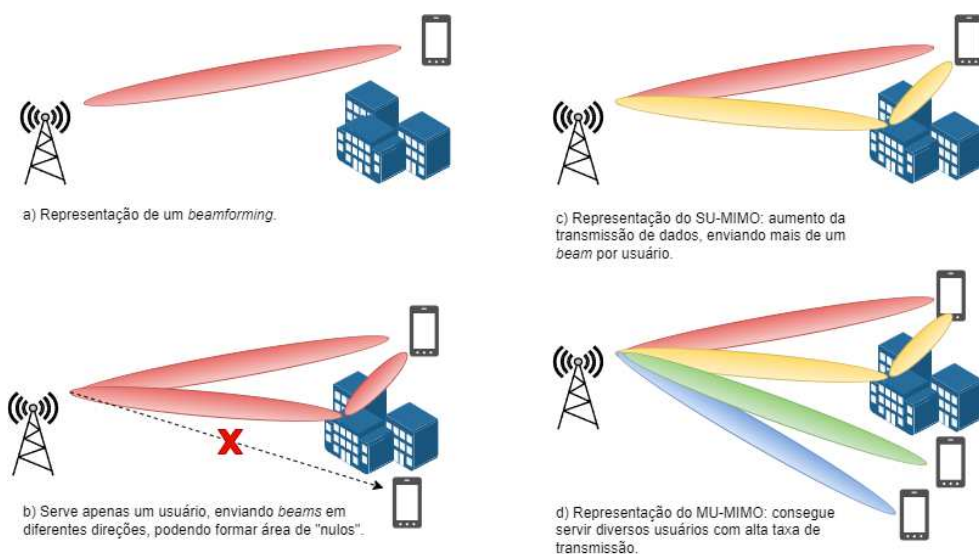 a) Representação de um beamforming.
b) Serve apenas um usuário, enviando beams em
diferentes direções, podendo formar área de "nulos".
c) Representação do SU-MIMO: aumento da
transmissão de dados, enviando mais de um
beam por usuário.
d) Representação do MU-MIMO: consegue
servir diversos usuários com alta taxa de
transmissão.